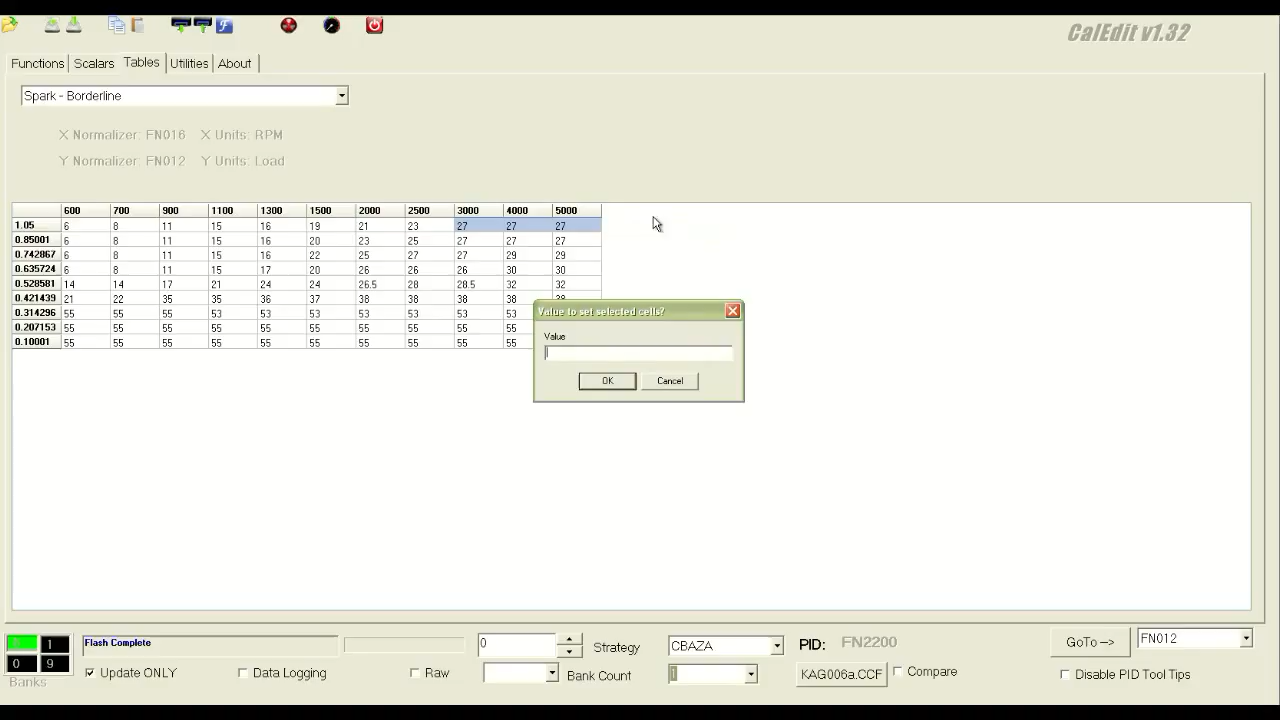 CalEdit v1.32
Functions Scalars Tables Utilities About
Spark - Borderline
X Normalizer: FN016 X Units: RPM
Y Normalizer: FN012 Y Units: Load
600 700 900 1100 1300 1500 2000 2500 3000 4000 5000
1.05 6 8 11 15 16 19 21 23 27 27 27
0.85001 6 8 11 15 16 20 23 25 27 27 27
0.742867 6 8 11 15 16 22 25 27 27 29 29
0.635724 6 8 11 15 17 20 26 26 26 30 30
0.528581 14 14 17 21 24 24 26.5 28 28.5 32 32
0.421439 21 22 35 35 36 37 38 38 38 38
0.314296 55 55 55 53 53 53 53 53 53 53
0.207153 55 55 55 55 55 55 55 55 55 55
0.10001 55 55 55 55 55 55 55 55 55 55
Value to set selected cells?
Value
OK Cancel
1
0 9
Banks
Flash Complete
Update ONLY Data Logging Raw
0
Strategy
Bank Count
CBAZA
1
PID: FN2200
KAG006a.CCF Compare
GoTo --> FN012
Disable PID Tool Tips